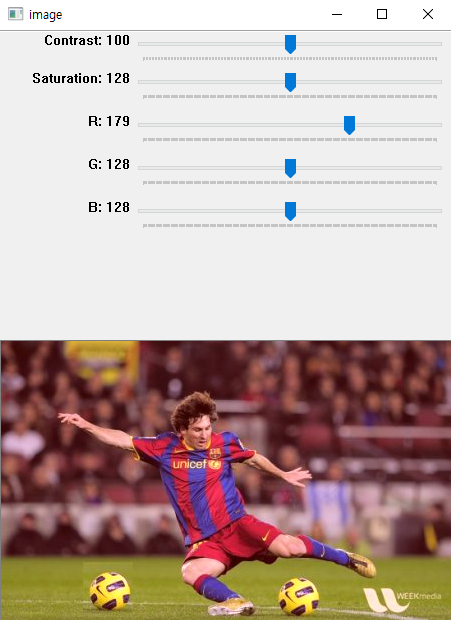 image
Contrast: 100
Saturation: 128
R: 179
G: 128
B: 128
unicef
WEEKmedia